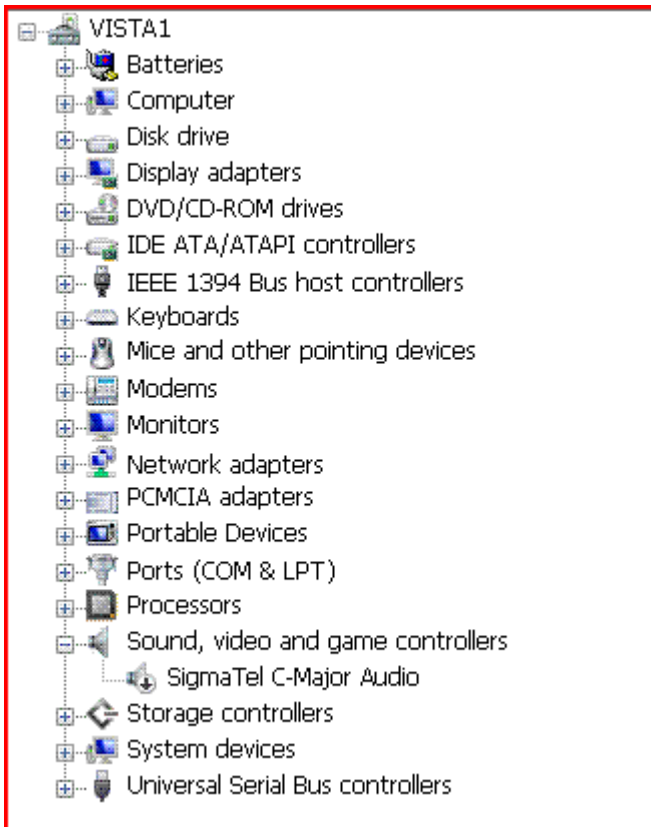 VISTA1
Batteries
Computer
Disk drive
Display adapters
DVD/CD-ROM drives
IDE ATA/ATAPI controllers
IEEE 1394 Bus host controllers
Keyboards
Mice and other pointing devices
Modems
Monitors
Network adapters
PCMCIA adapters
Portable Devices
Ports (COM & LPT)
Processors
Sound, video and game controllers
SigmaTel C-Major Audio
Storage controllers
System devices
Universal Serial Bus controllers